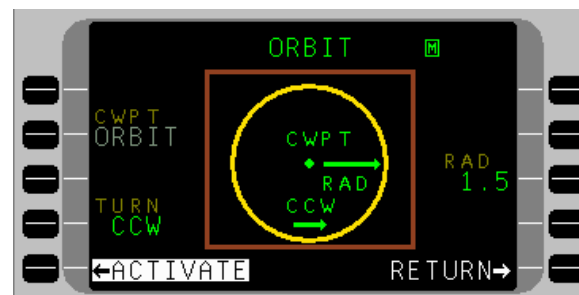 ORBIT M
CWPT
ORBIT
CWPT
RAD
RAD
1.5
TURN
CCW
CCW
←ACTIVATE
RETURN→